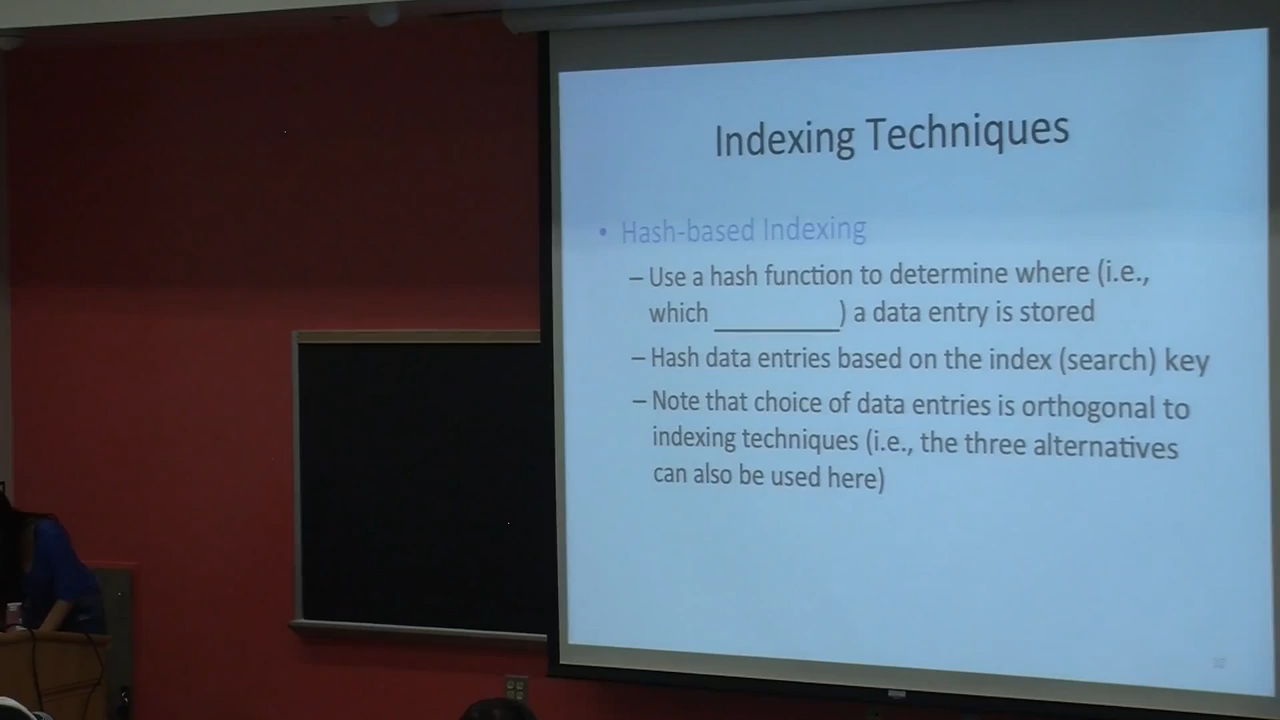 Indexing Techniques
• Hash-based Indexing
– Use a hash function to determine where (i.e.,
which __________) a data entry is stored
– Hash data entries based on the index (search) key
– Note that choice of data entries is orthogonal to
indexing techniques (i.e., the three alternatives
can also be used here)